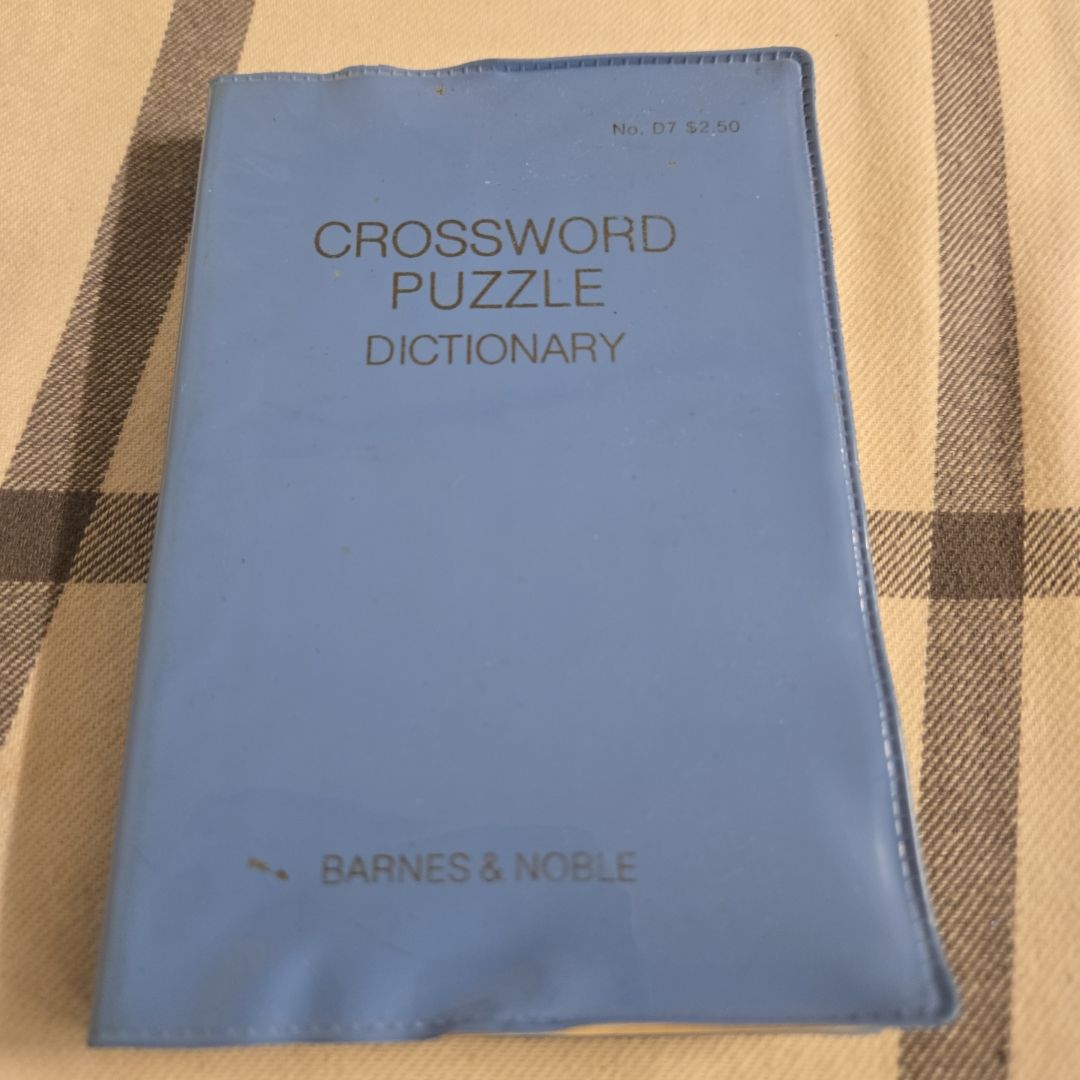 No. D7 $2.50
CROSSWORD
PUZZLE
DICTIONARY
BARNES & NOBLE